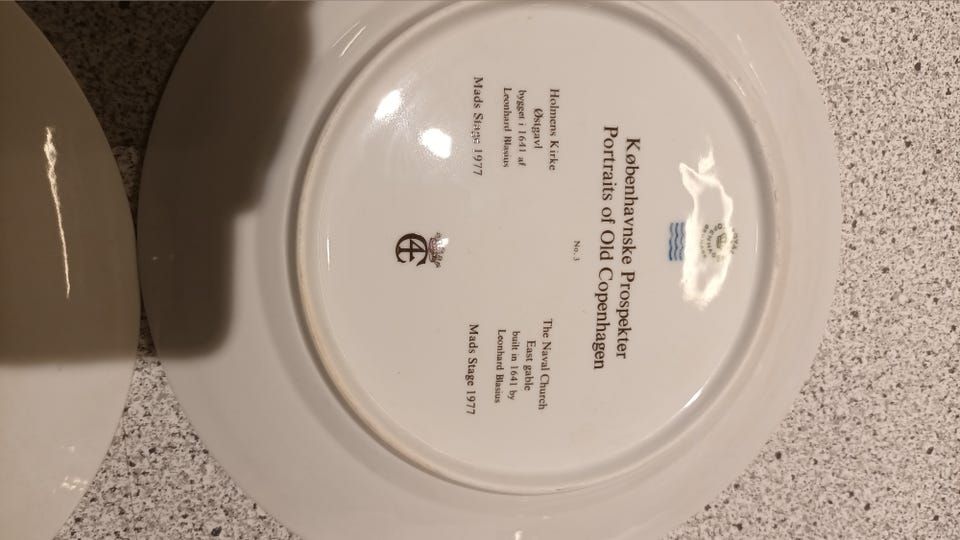 Københavnske Prospekter
Portraits of Old Copenhagen
No. 3
Holmens Kirke
Østgavl
bygget i 1641 af
Leonhard Blasius
Mads Stage 1977
The Naval Church
East gable
built in 1641 by
Leonhard Blasius
Mads Stage 1977